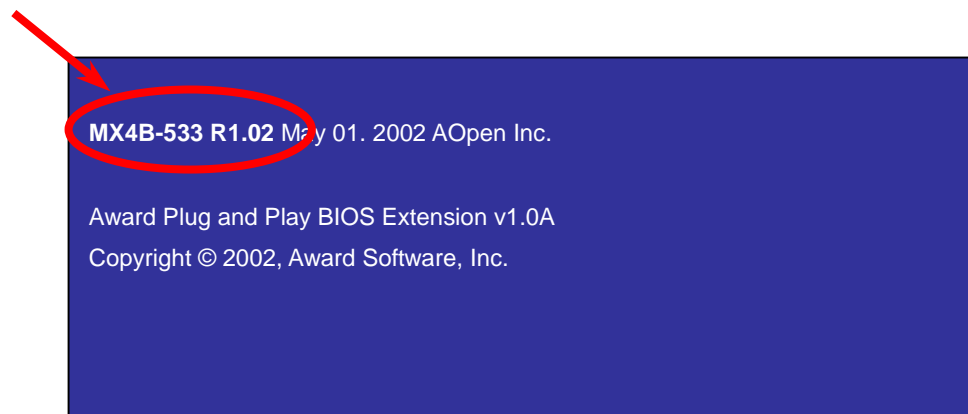 MX4B-533 R1.02 May 01. 2002 AOpen Inc.
Award Plug and Play BIOS Extension v1.0A
Copyright © 2002, Award Software, Inc.